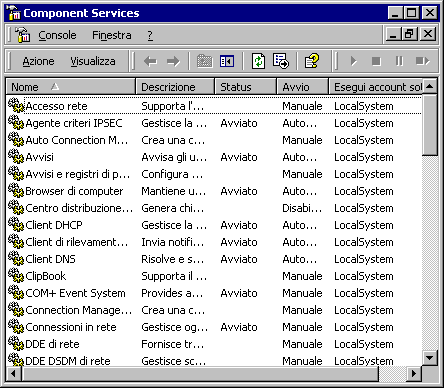 Component Services
Console Finestra ?
Azione Visualizza
Nome Descrizione Status Avvio Esegui account sol
Accesso rete Supporta l'... Manuale LocalSystem
Agente criteri IPSEC Gestisce la ... Avviato Auto... LocalSystem
Auto Connection M... Crea una c... Manuale LocalSystem
Avvisi Avvisa gli u... Avviato Auto... LocalSystem
Avvisi e registri di p... Configura ... Manuale LocalSystem
Browser di computer Mantiene u... Avviato Auto... LocalSystem
Centro distribuzione... Genera chi... Disabi... LocalSystem
Client DHCP Gestisce la ... Avviato Auto... LocalSystem
Client di rilevament... Invia notifi... Avviato Auto... LocalSystem
Client DNS Risolve e s... Avviato Auto... LocalSystem
ClipBook Supporta il ... Manuale LocalSystem
COM+ Event System Provides a... Avviato Manuale LocalSystem
Connection Manage... Crea una c... Manuale LocalSystem
Connessioni in rete Gestisce og... Avviato Manuale LocalSystem
DDE di rete Fornisce tr... Manuale LocalSystem
DDE DSDM di rete Gestisce sc... Manuale LocalSystem